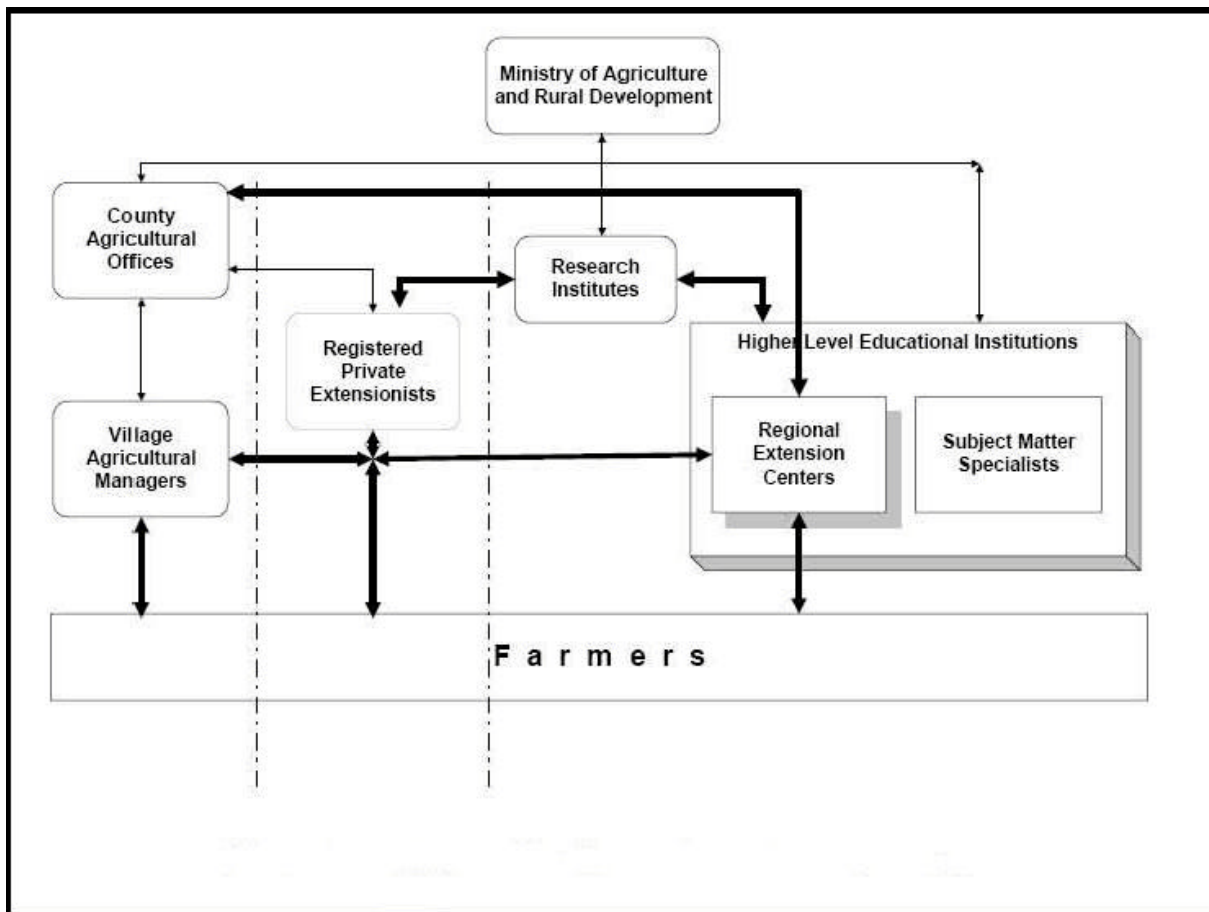 Ministry of Agriculture
and Rural Development
County
Agricultural
Offices
Research
Institutes
Registered
Private
Extensionists
Higher Level Educational Institutions
Village
Agricultural
Managers
Regional
Extension
Centers
Subject Matter
Specialists
F a r m e r s